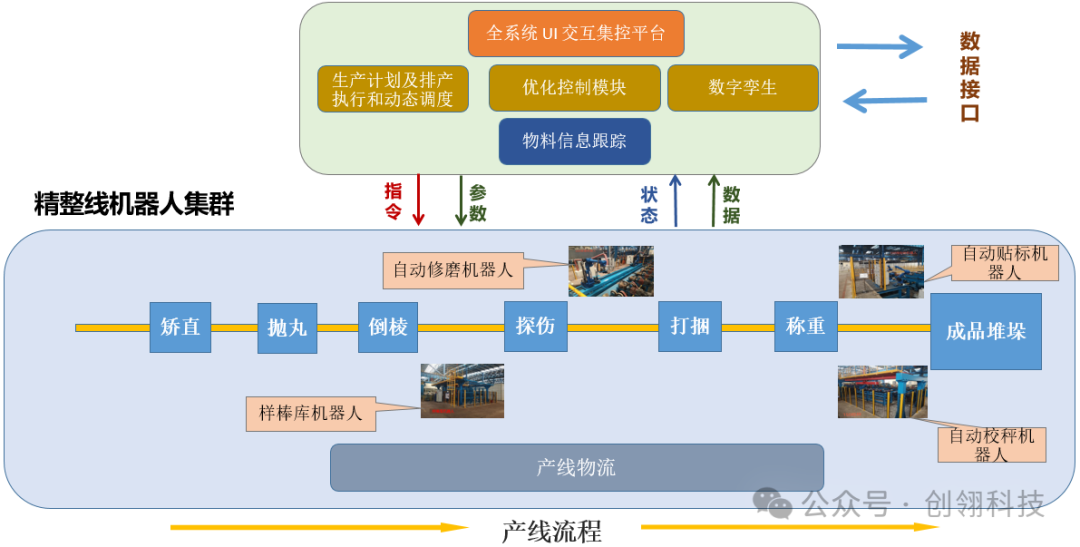 全系统 UI 交互集控平台
生产计划及排产
执行和动态调度
优化控制模块
数字孪生
物料信息跟踪
数据接口
精整线机器人集群
指令
参数
状态
数据
自动修磨机器人
自动贴标机
器人
矫直
抛丸
倒棱
探伤
打捆
称重
成品堆垛
样棒库机器人
自动校秤机
器人
产线物流
公众号 · 创翎科技
产线流程